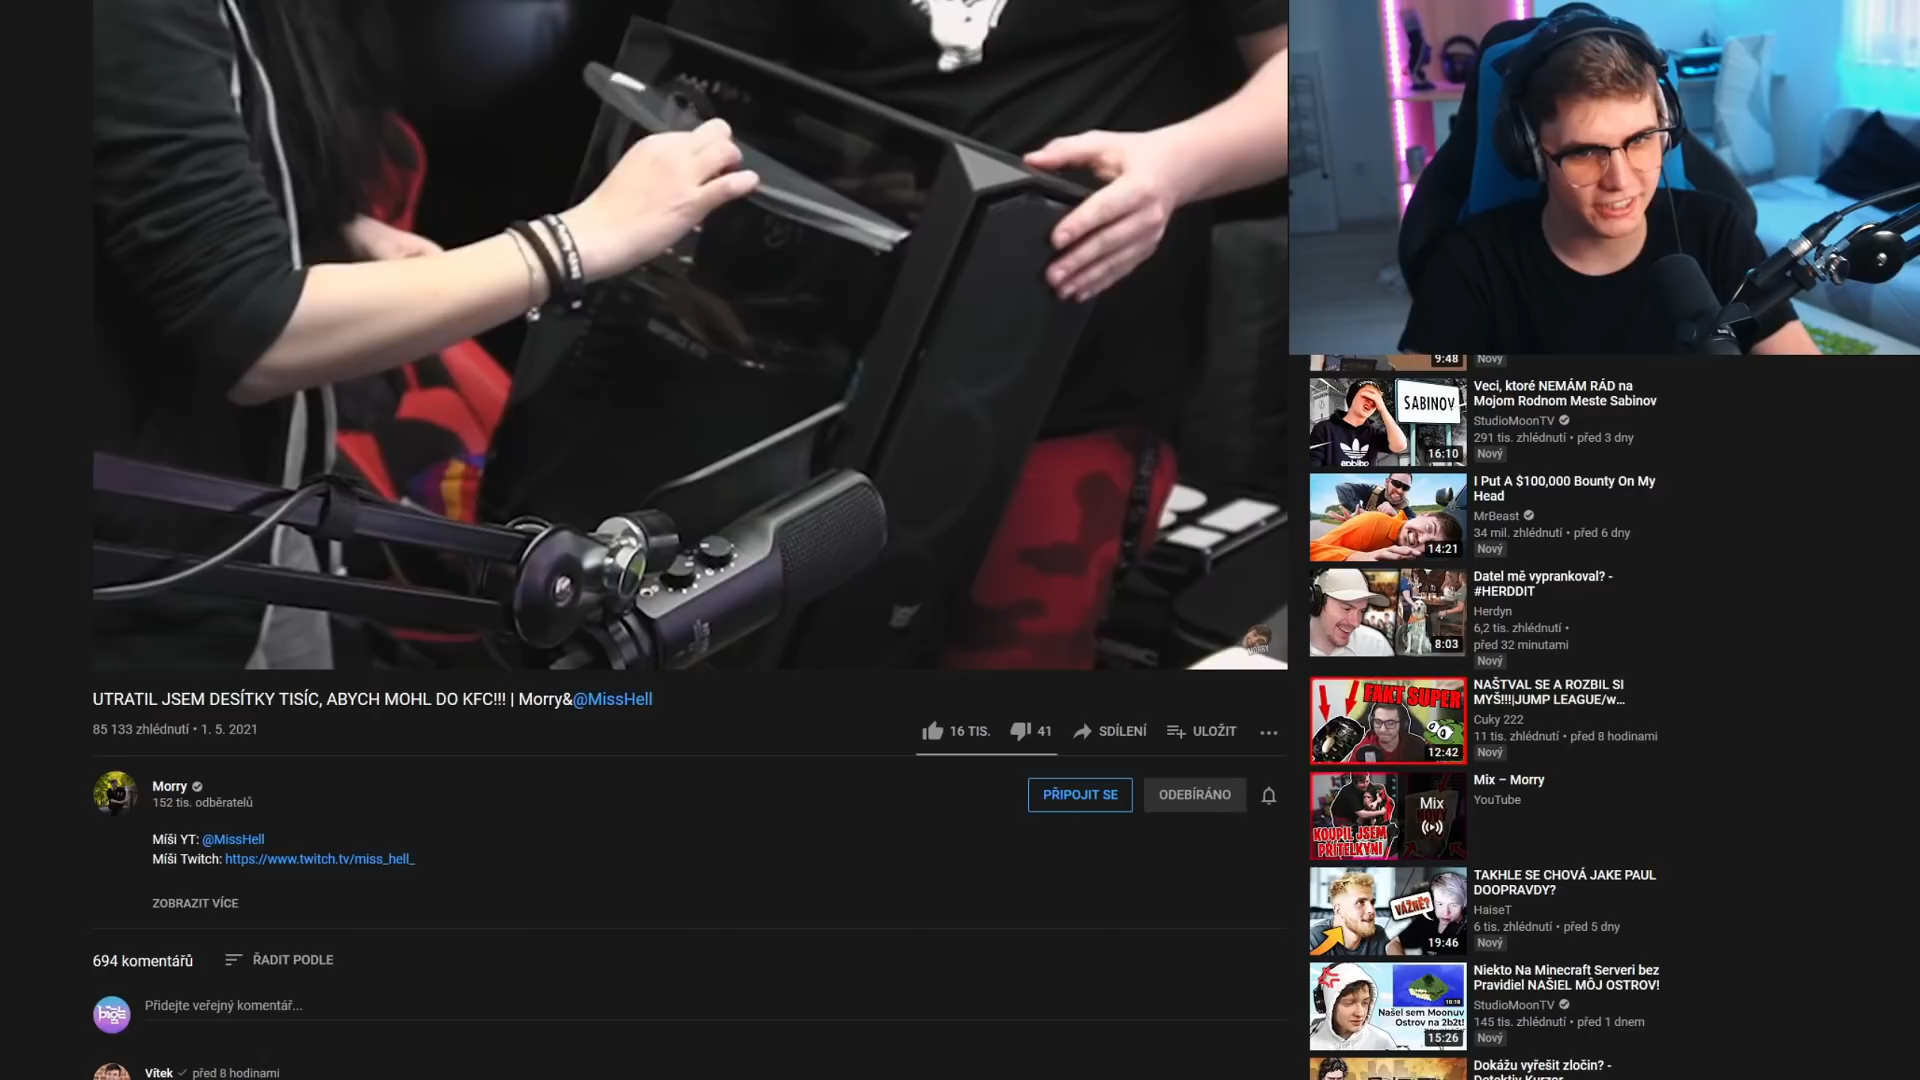 MORRY
UTRATIL JSEM DESÍTKY TISÍC, ABYCH MOHL DO KFC!!! | Morry&@MissHell
85 133 zhlédnutí • 1. 5. 2021
16 TIS.
41
SDÍLENÍ
ULOŽIT
Morry
152 tis. odběratelů
PŘIPOJIT SE
ODEBÍRÁNO
Míši YT: @MissHell
Míši Twitch: https://www.twitch.tv/miss_hell_
ZOBRAZIT VÍCE
694 komentářů
ŘADIT PODLE
Přidejte veřejný komentář...
Vítek
před 8 hodinami
9:48
Nový
SABINOV
16:10
Veci, ktoré NEMÁM RÁD na
Mojom Rodnom Meste Sabinov
StudioMoonTV
291 tis. zhlédnutí • před 3 dny
Nový
14:21
I Put A $100,000 Bounty On My
Head
MrBeast
34 mil. zhlédnutí • před 6 dny
Nový
8:03
Datel mě vyprankoval? -
#HERDDIT
Herdyn
6,2 tis. zhlédnutí •
před 32 minutami
Nový
FAKT SUPER
12:42
NAŠTVAL SE A ROZBIL SI
MYŠ!!!|JUMP LEAGUE/w...
Cuky 222
11 tis. zhlédnutí • před 8 hodinami
Nový
KOUPIL JSEM
PŘÍTELKYNI
Mix
Mix – Morry
YouTube
VÁŽNĚ?
19:46
TAKHLE SE CHOVÁ JAKE PAUL
DOOPRAVDY?
HaiseT
6 tis. zhlédnutí • před 5 dny
Nový
10:18
Našel sem Moonuv
Ostrov na 2b2t!
15:26
Niekto Na Minecraft Serveri bez
Pravidiel NAŠIEL MÔJ OSTROV!
StudioMoonTV
145 tis. zhlédnutí • před 1 dnem
Nový
Dokážu vyřešit zločin? -
Detektiv Kurzor